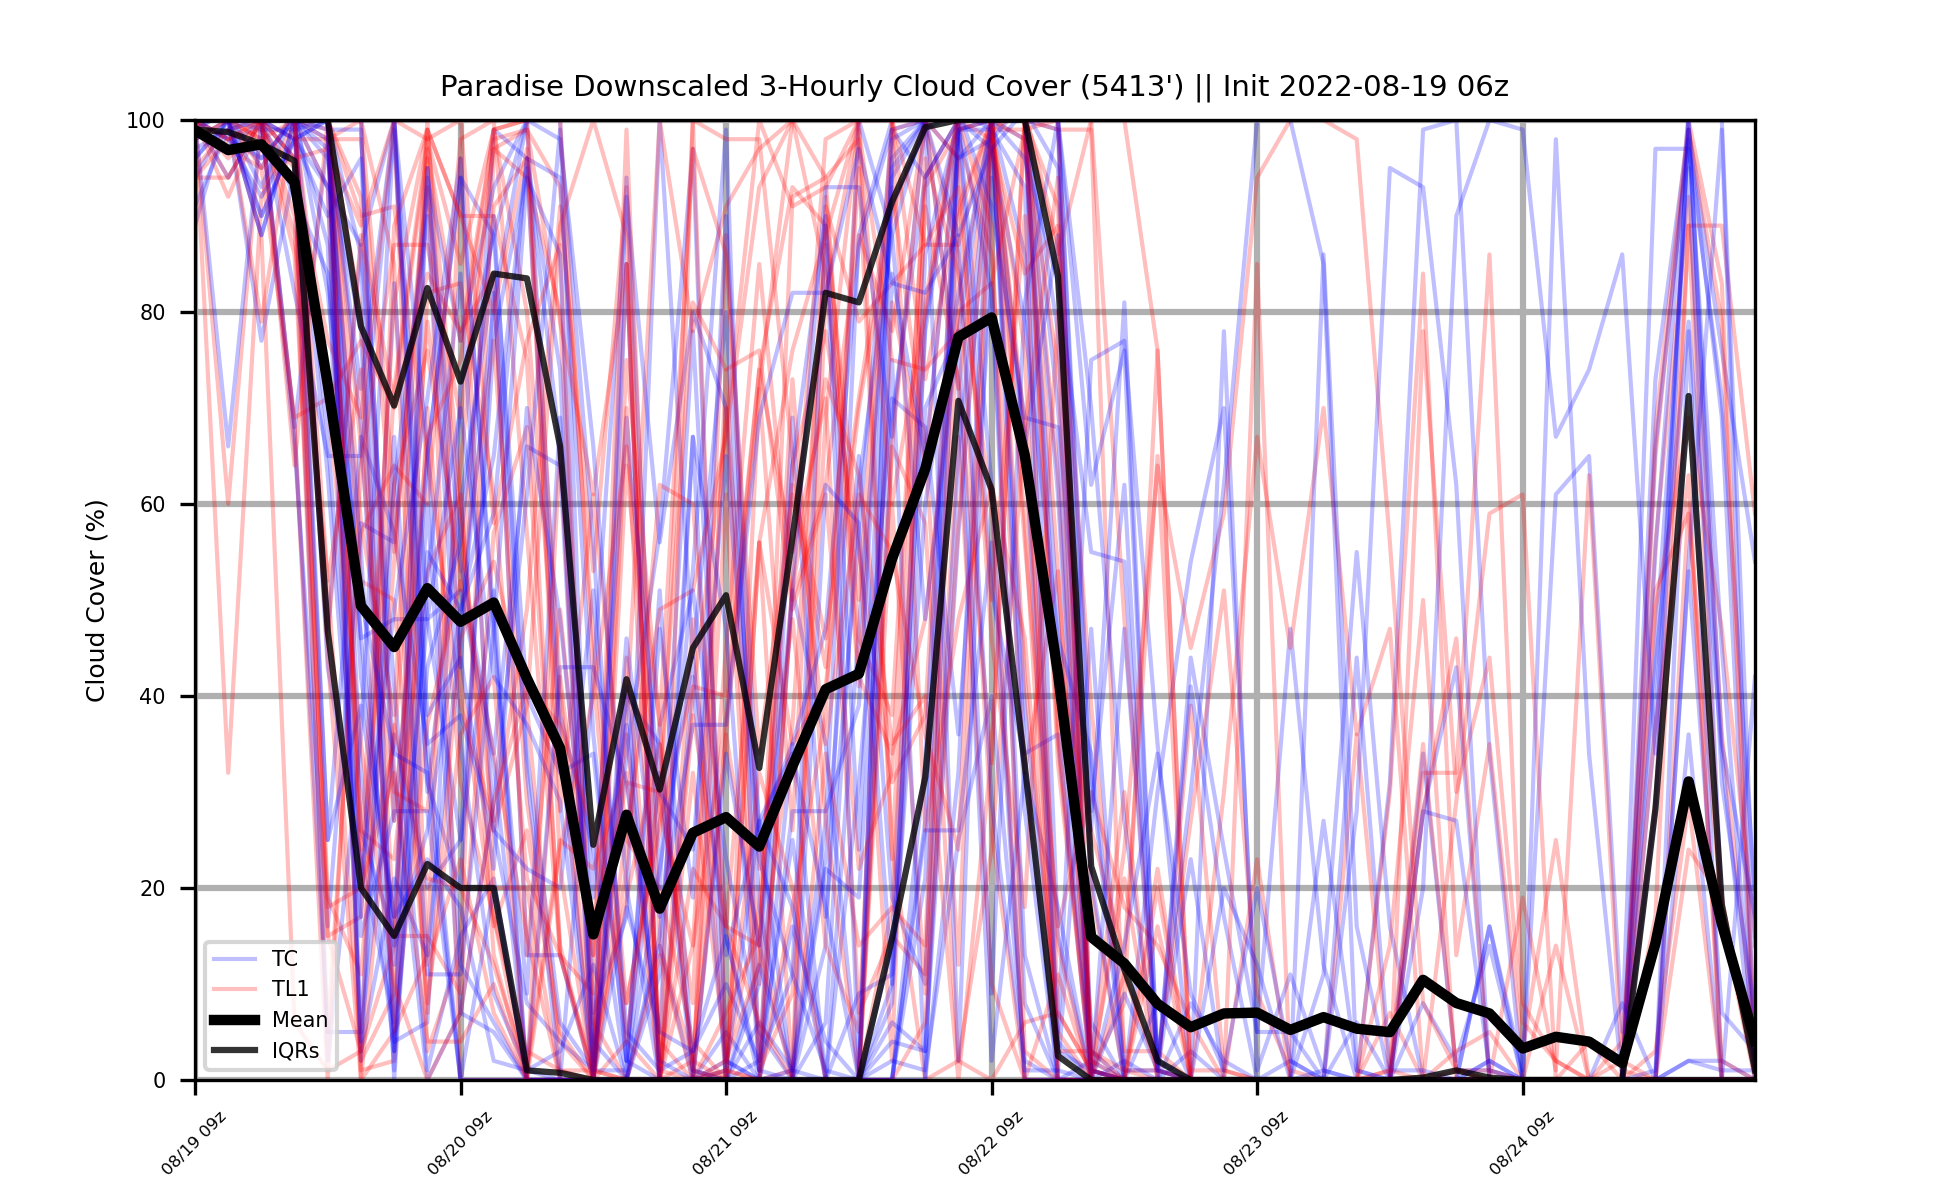 Paradise Downscaled 3-Hourly Cloud Cover (5413') || Init 2022-08-19 06z
100
80
60
40
20
0
Cloud Cover (%)
TC
TL1
Mean
IQRs
08/19 09z
08/20 09z
08/21 09z
08/22 09z
08/23 09z
08/24 09z